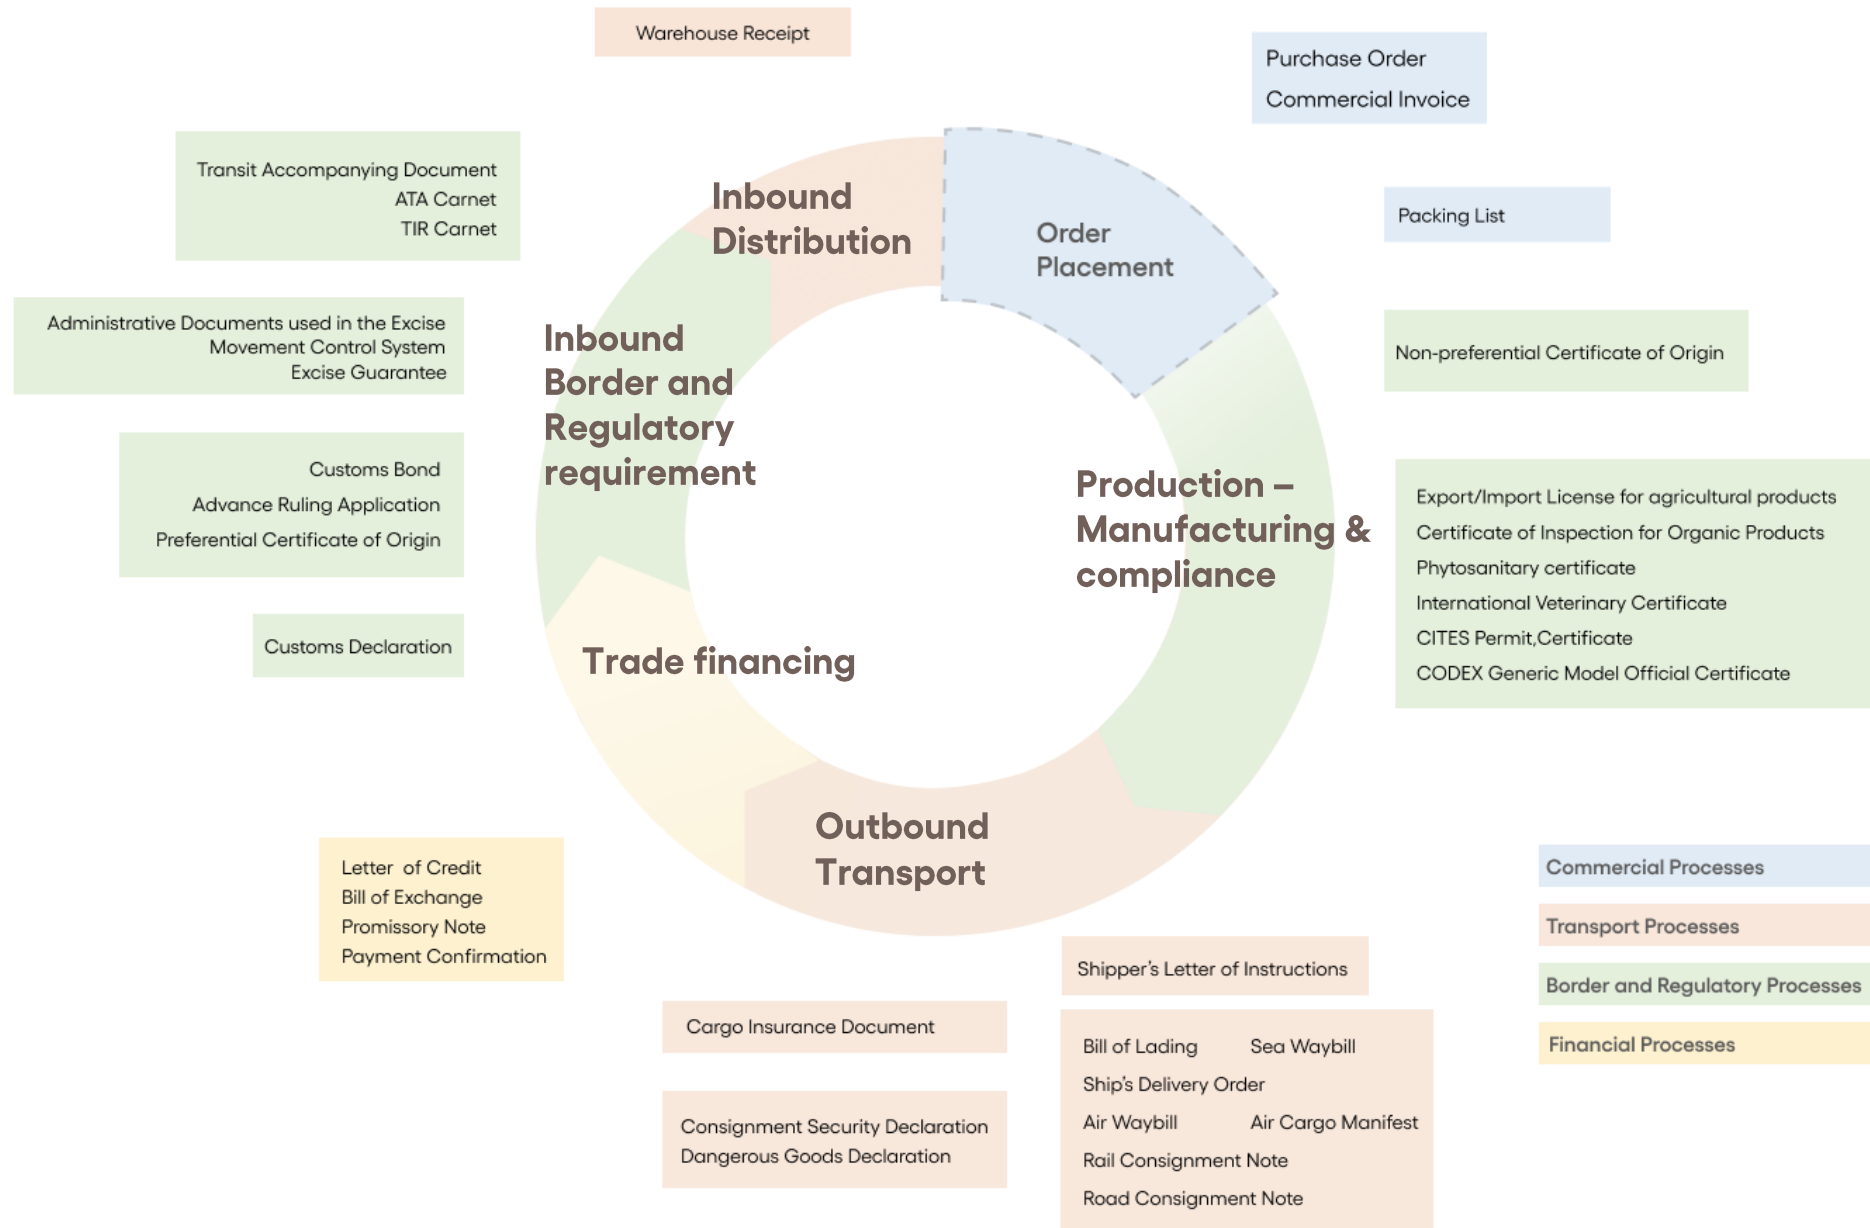 Warehouse Receipt
Purchase Order
Commercial Invoice
Packing List
Non-preferential Certificate of Origin
Export/Import License for agricultural products
Certificate of Inspection for Organic Products
Phytosanitary certificate
International Veterinary Certificate
CITES Permit,Certificate
CODEX Generic Model Official Certificate
Transit Accompanying Document
ATA Carnet
TIR Carnet
Administrative Documents used in the Excise
Movement Control System
Excise Guarantee
Customs Bond
Advance Ruling Application
Preferential Certificate of Origin
Customs Declaration
Inbound
Distribution
Order
Placement
Inbound
Border and
Regulatory
requirement
Production –
Manufacturing &
compliance
Trade financing
Outbound
Transport
Letter of Credit
Bill of Exchange
Promissory Note
Payment Confirmation
Cargo Insurance Document
Consignment Security Declaration
Dangerous Goods Declaration
Shipper's Letter of Instructions
Bill of Lading Sea Waybill
Ship's Delivery Order
Air Waybill Air Cargo Manifest
Rail Consignment Note
Road Consignment Note
Commercial Processes
Transport Processes
Border and Regulatory Processes
Financial Processes